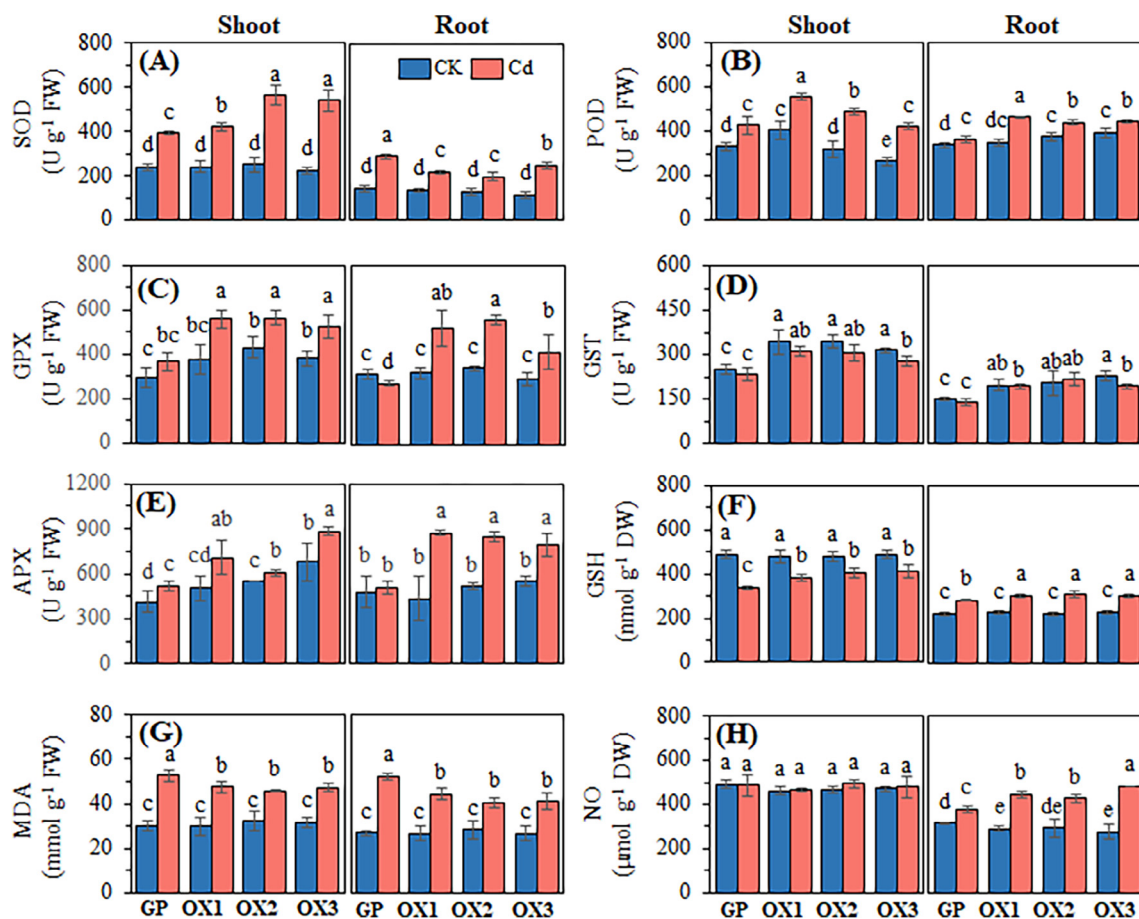 Shoot Root Shoot Root
800 (A) a a CK Cd 800 (B)
SOD (U g-1 FW) 600 400 200 0
d c d b d a d a
d a d c d c d b
POD (U g-1 FW) 600 400 200 0
d c c a d b e c
d c dc a c b c b
GPX (U g-1 FW) 800 600 400 200 0 (C)
c bc bc a b a b a
c d c ab c a c b
GST (U g-1 FW) 600 450 300 150 0 (D)
c c a ab a ab a b
c c ab b ab ab a b
APX (U g-1 FW) 1200 900 600 300 0 (E)
d c cd ab c b b a
b b b a b a b a
GSH (nmol g-1 DW) 800 600 400 200 0 (F)
a c a b a b a b
c b c a c a c a
MDA (mmol g-1 FW) 80 60 40 20 0 (G)
c a c b c b c b
c a c b c b c b
NO (μmol g-1 DW) 800 600 400 200 0 (H)
a a a a a a a a
d c e b de b e a
GP OX1 OX2 OX3 GP OX1 OX2 OX3 GP OX1 OX2 OX3 GP OX1 OX2 OX3